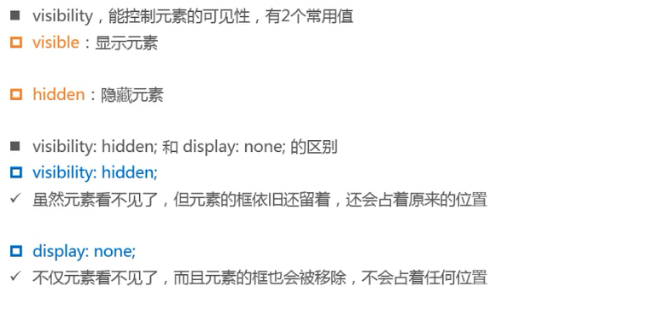 visibility，能控制元素的可见性，有2个常用值
visible：显示元素
hidden：隐藏元素
visibility: hidden; 和 display: none; 的区别
visibility: hidden;
虽然元素看不见了，但元素的框依旧还留着，还会占着原来的位置
display: none;
不仅元素看不见了，而且元素的框也会被移除，不会占着任何位置